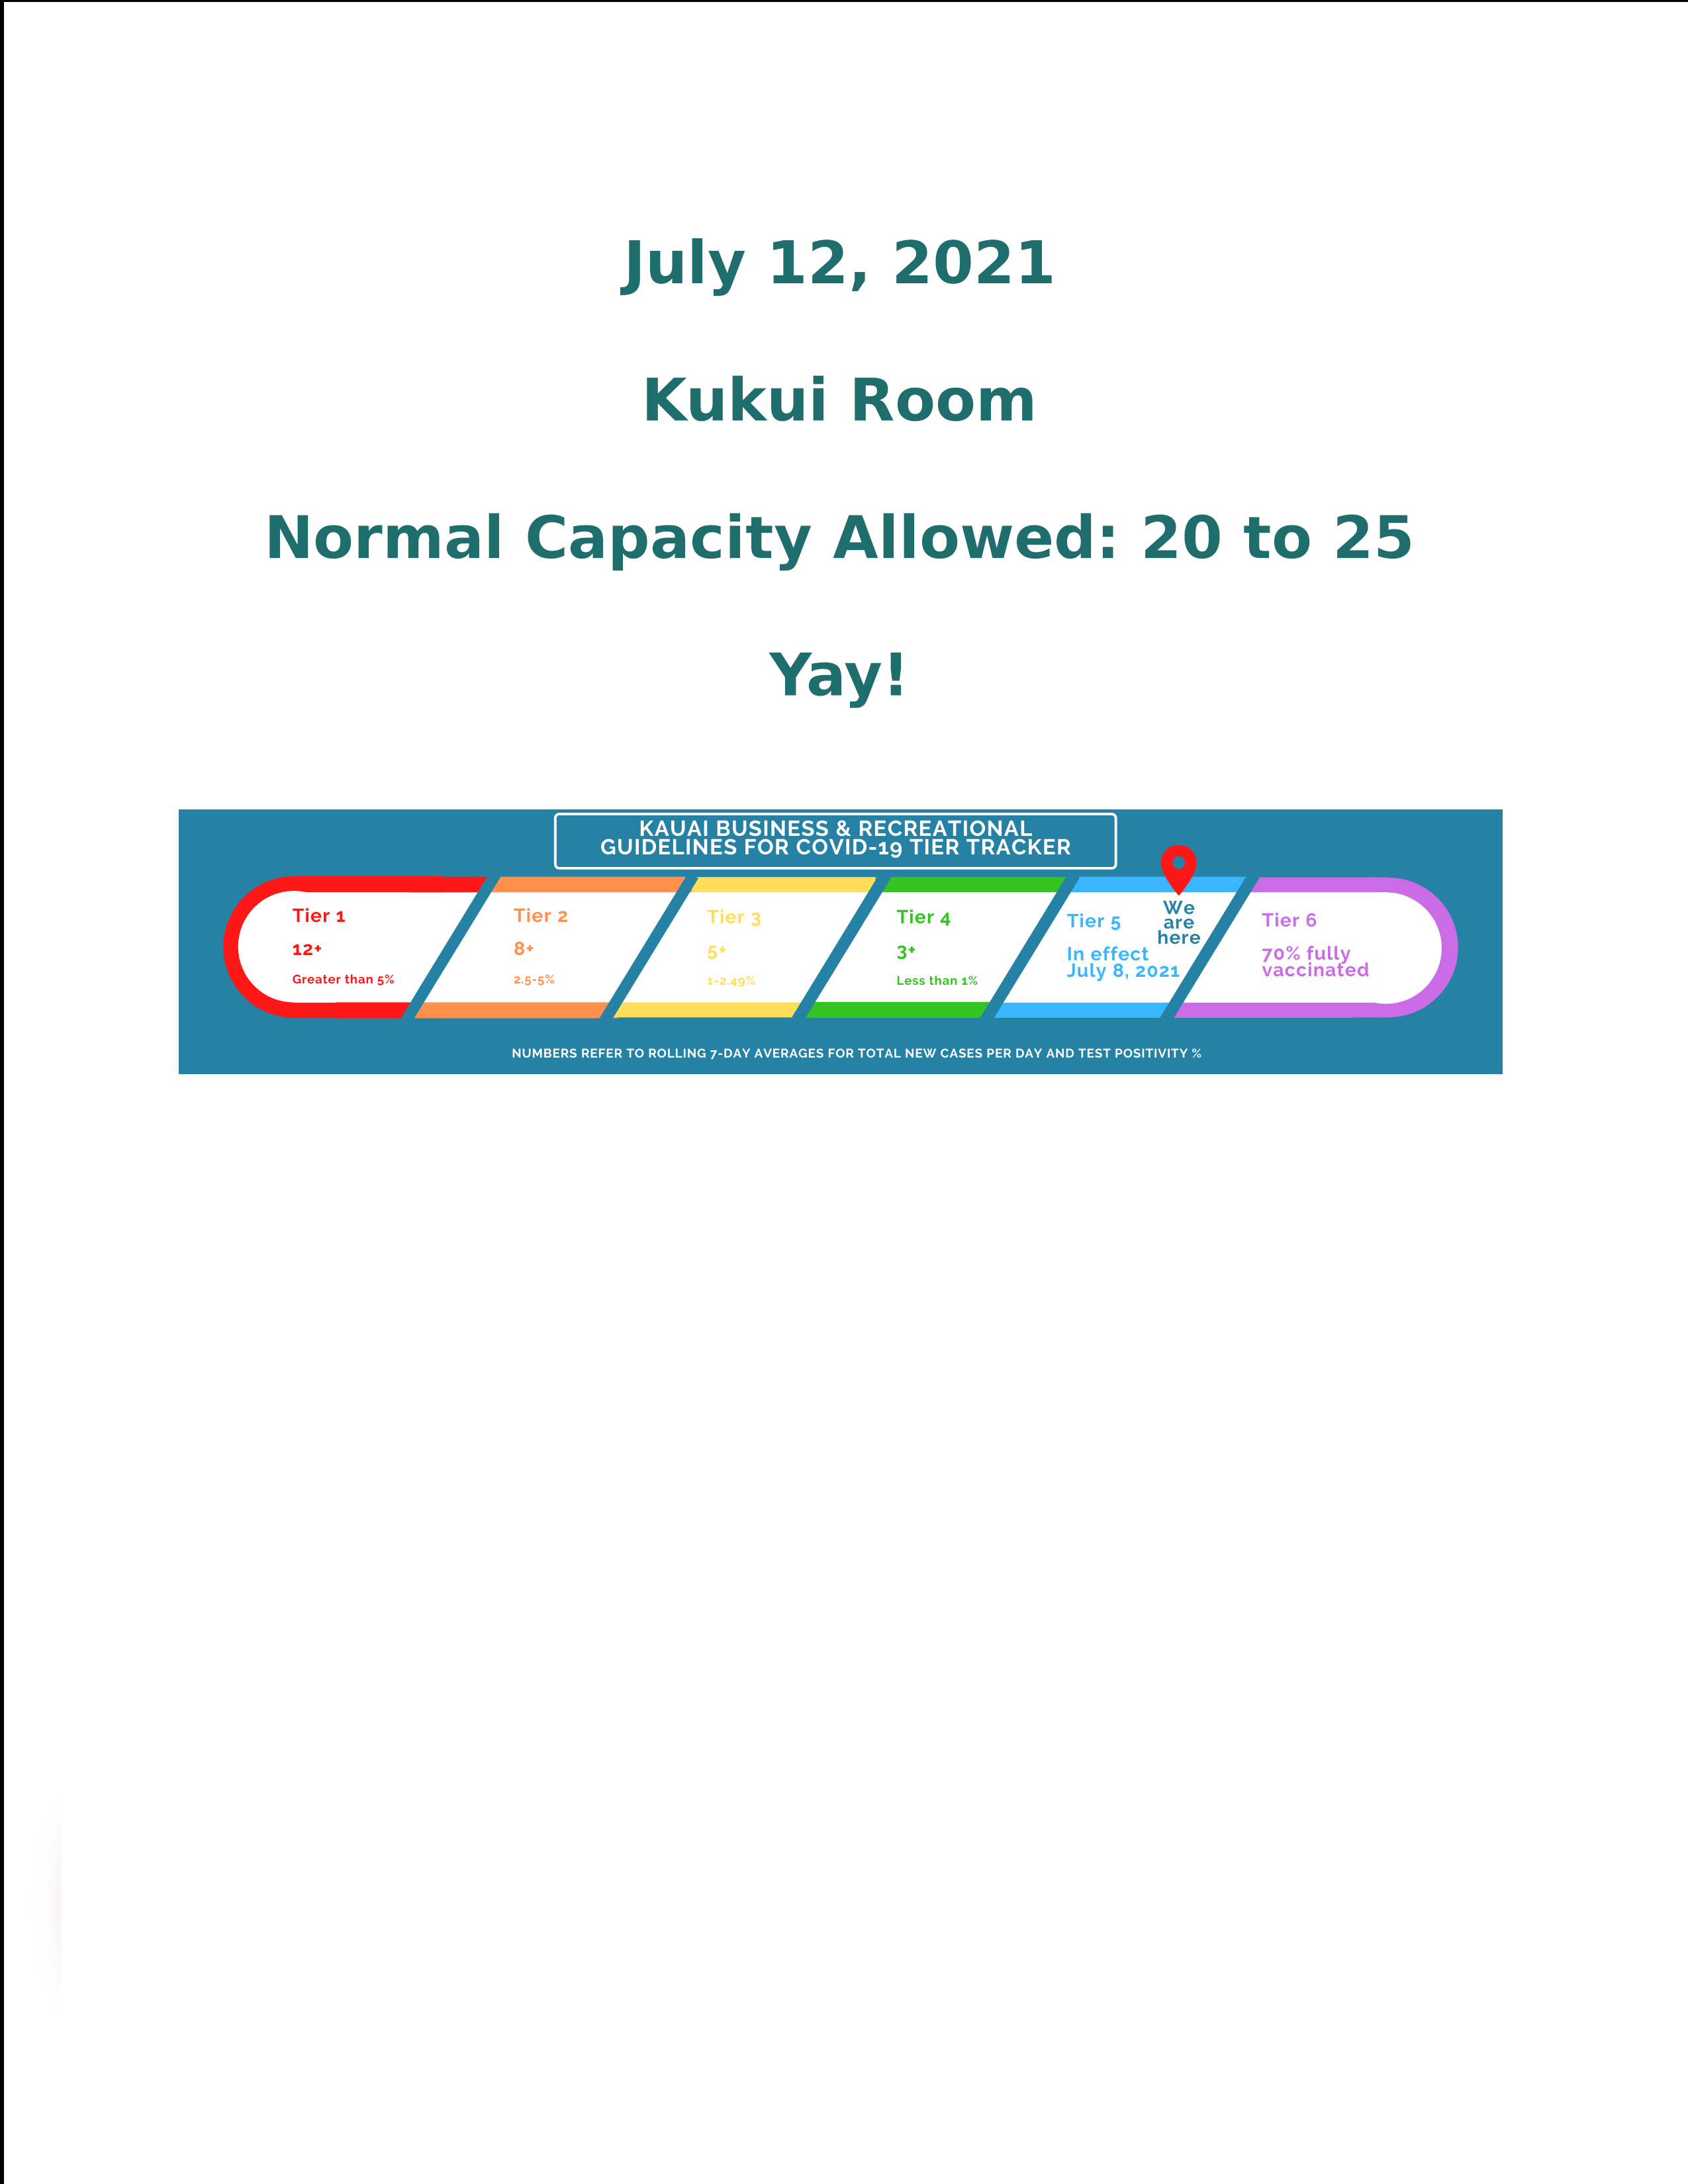 July 12, 2021
Kukui Room
Normal Capacity Allowed: 20 to 25
Yay!
KAUAI BUSINESS & RECREATIONAL
GUIDELINES FOR COVID-19 TIER TRACKER
Tier 1
12+
Greater than 5%
Tier 2
8+
2.5-5%
Tier 3
5+
1-2.49%
Tier 4
3+
Less than 1%
Tier 5
In effect
July 8, 2021
We
are
here
Tier 6
70% fully
vaccinated
NUMBERS REFER TO ROLLING 7-DAY AVERAGES FOR TOTAL NEW CASES PER DAY AND TEST POSITIVITY %